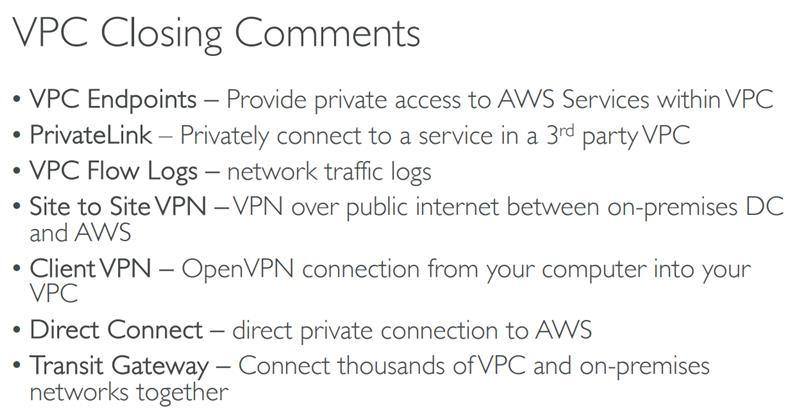 VPC Closing Comments
• VPC Endpoints – Provide private access to AWS Services within VPC
• PrivateLink – Privately connect to a service in a 3rd party VPC
• VPC Flow Logs – network traffic logs
• Site to Site VPN – VPN over public internet between on-premises DC
and AWS
• Client VPN – OpenVPN connection from your computer into your
VPC
• Direct Connect – direct private connection to AWS
• Transit Gateway – Connect thousands of VPC and on-premises
networks together